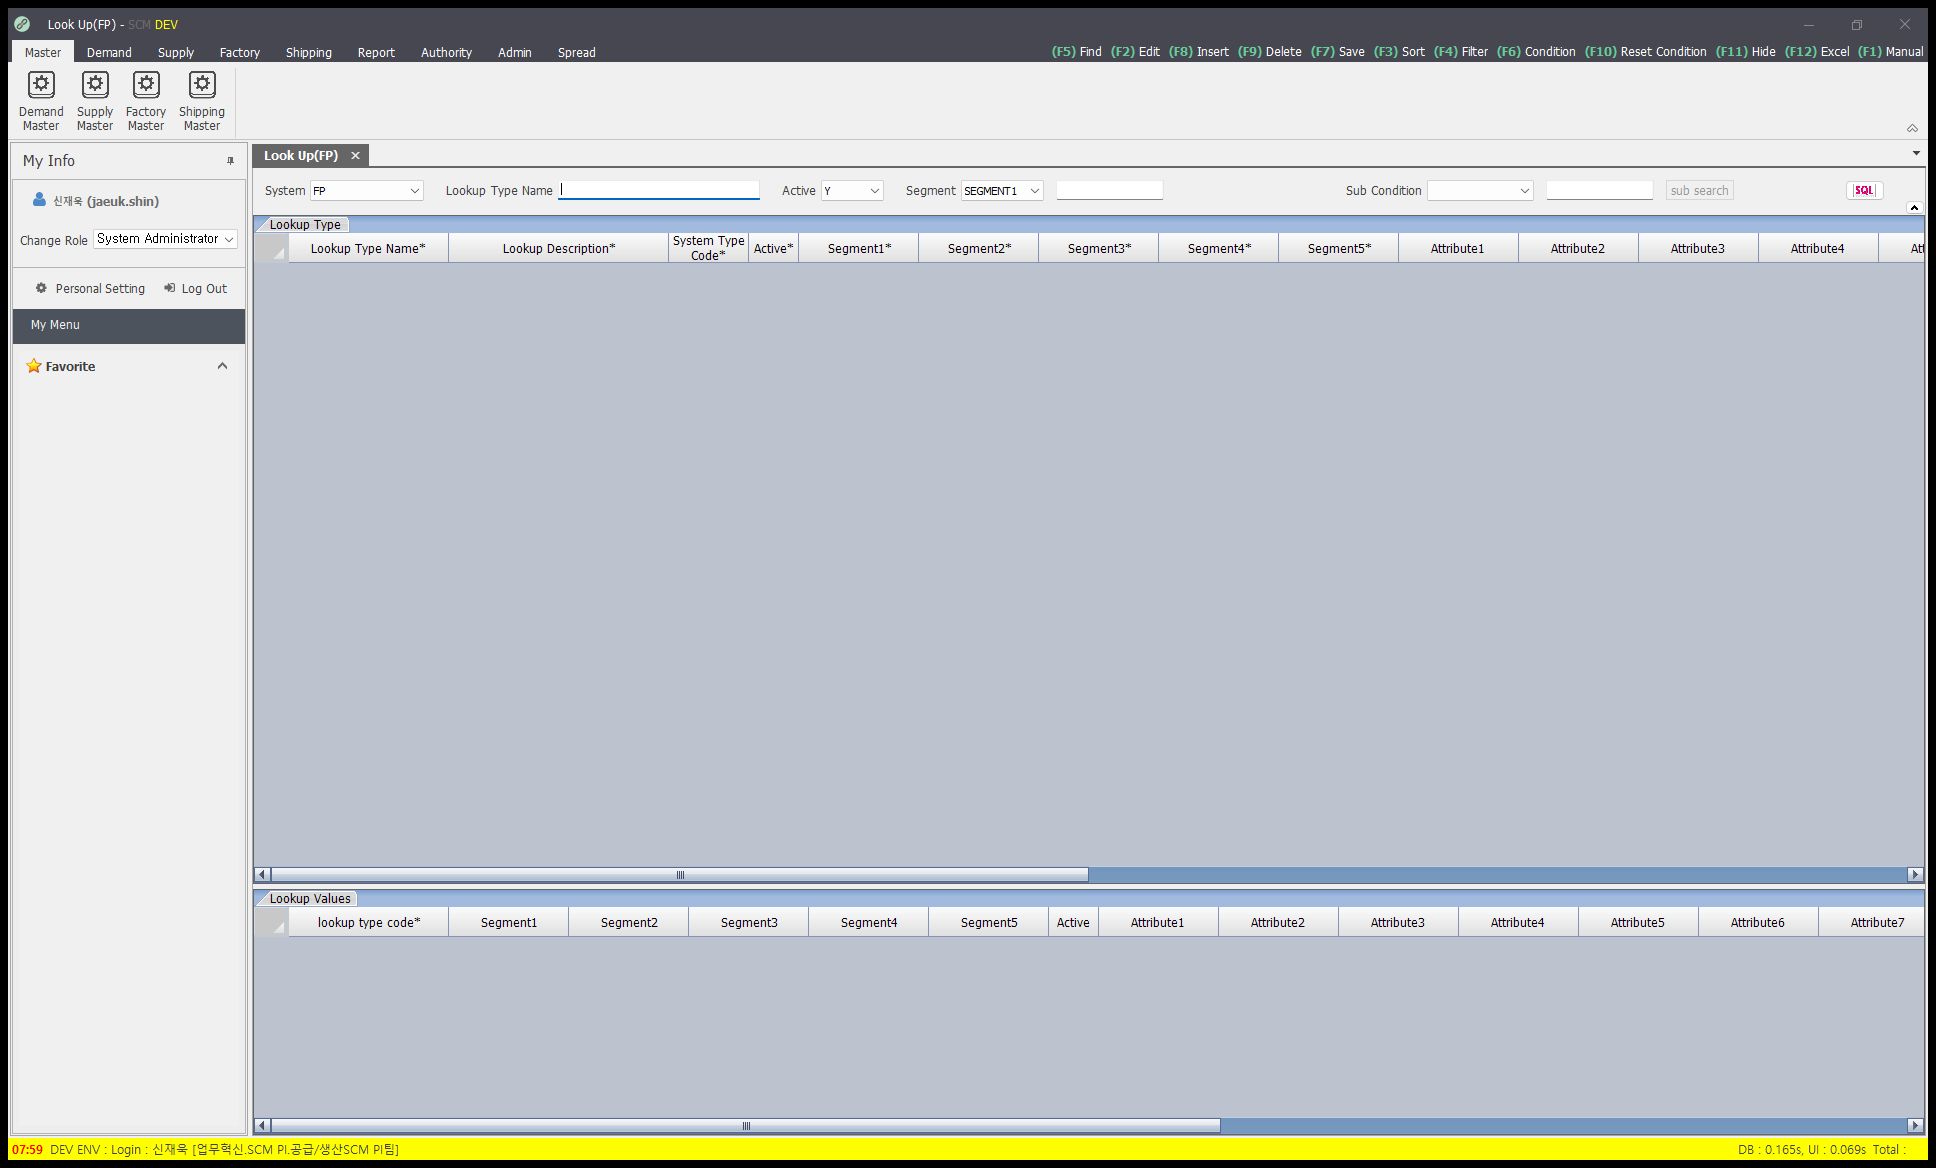 Look Up(FP) - SCM DEV
Master Demand Supply Factory Shipping Report Authority Admin Spread (F5) Find (F2) Edit (F8) Insert (F9) Delete (F7) Save (F3) Sort (F4) Filter (F6) Condition (F10) Reset Condition (F11) Hide (F12) Excel (F1) Manual
Demand Master
Supply Master
Factory Master
Shipping Master
My Info
신재욱 (jaeuk.shin)
Change Role System Administrator
Personal Setting Log Out
My Menu
Favorite
Look Up(FP)
System FP Lookup Type Name Active Y Segment SEGMENT1 Sub Condition sub search SQL
Lookup Type
Lookup Type Name* Lookup Description* System Type Code* Active* Segment1* Segment2* Segment3* Segment4* Segment5* Attribute1 Attribute2 Attribute3 Attribute4 Att
Lookup Values
lookup type code* Segment1 Segment2 Segment3 Segment4 Segment5 Active Attribute1 Attribute2 Attribute3 Attribute4 Attribute5 Attribute6 Attribute7
07:59 DEV ENV : Login : 신재욱 [업무혁신.SCM PI.공급/생산SCM PI팀] DB : 0.165s, UI : 0.069s Total :